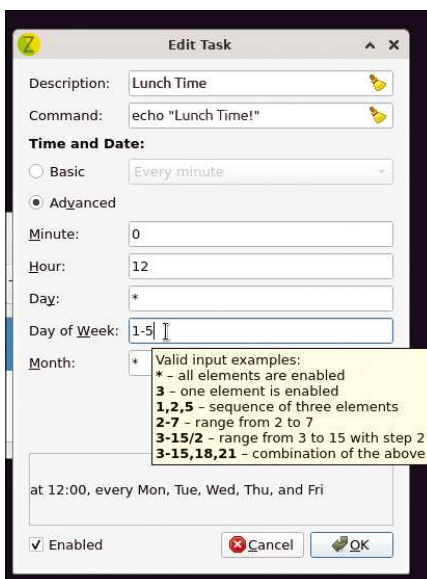 Edit Task
Description: Lunch Time
Command: echo "Lunch Time!"
Time and Date:
Basic Every minute
Advanced
Minute: 0
Hour: 12
Day: *
Day of Week: 1-5
Month: *
Valid input examples:
* – all elements are enabled
3 – one element is enabled
1,2,5 – sequence of three elements
2-7 – range from 2 to 7
3-15/2 – range from 3 to 15 with step 2
3-15,18,21 – combination of the above
at 12:00, every Mon, Tue, Wed, Thu, and Fri
Enabled Cancel OK